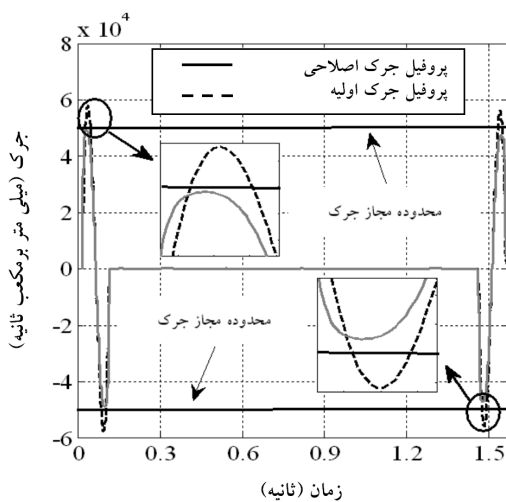 8 × 10⁴
پروفیل جرک اصلاحی
پروفیل جرک اولیه
6
4
2
0
-2
-4
-6
محدوده مجاز جرک
محدوده مجاز جرک
جرک (میلی متر برمکعب ثانیه)
0 0.3 0.6 0.9 1.2 1.5
زمان (ثانیه)